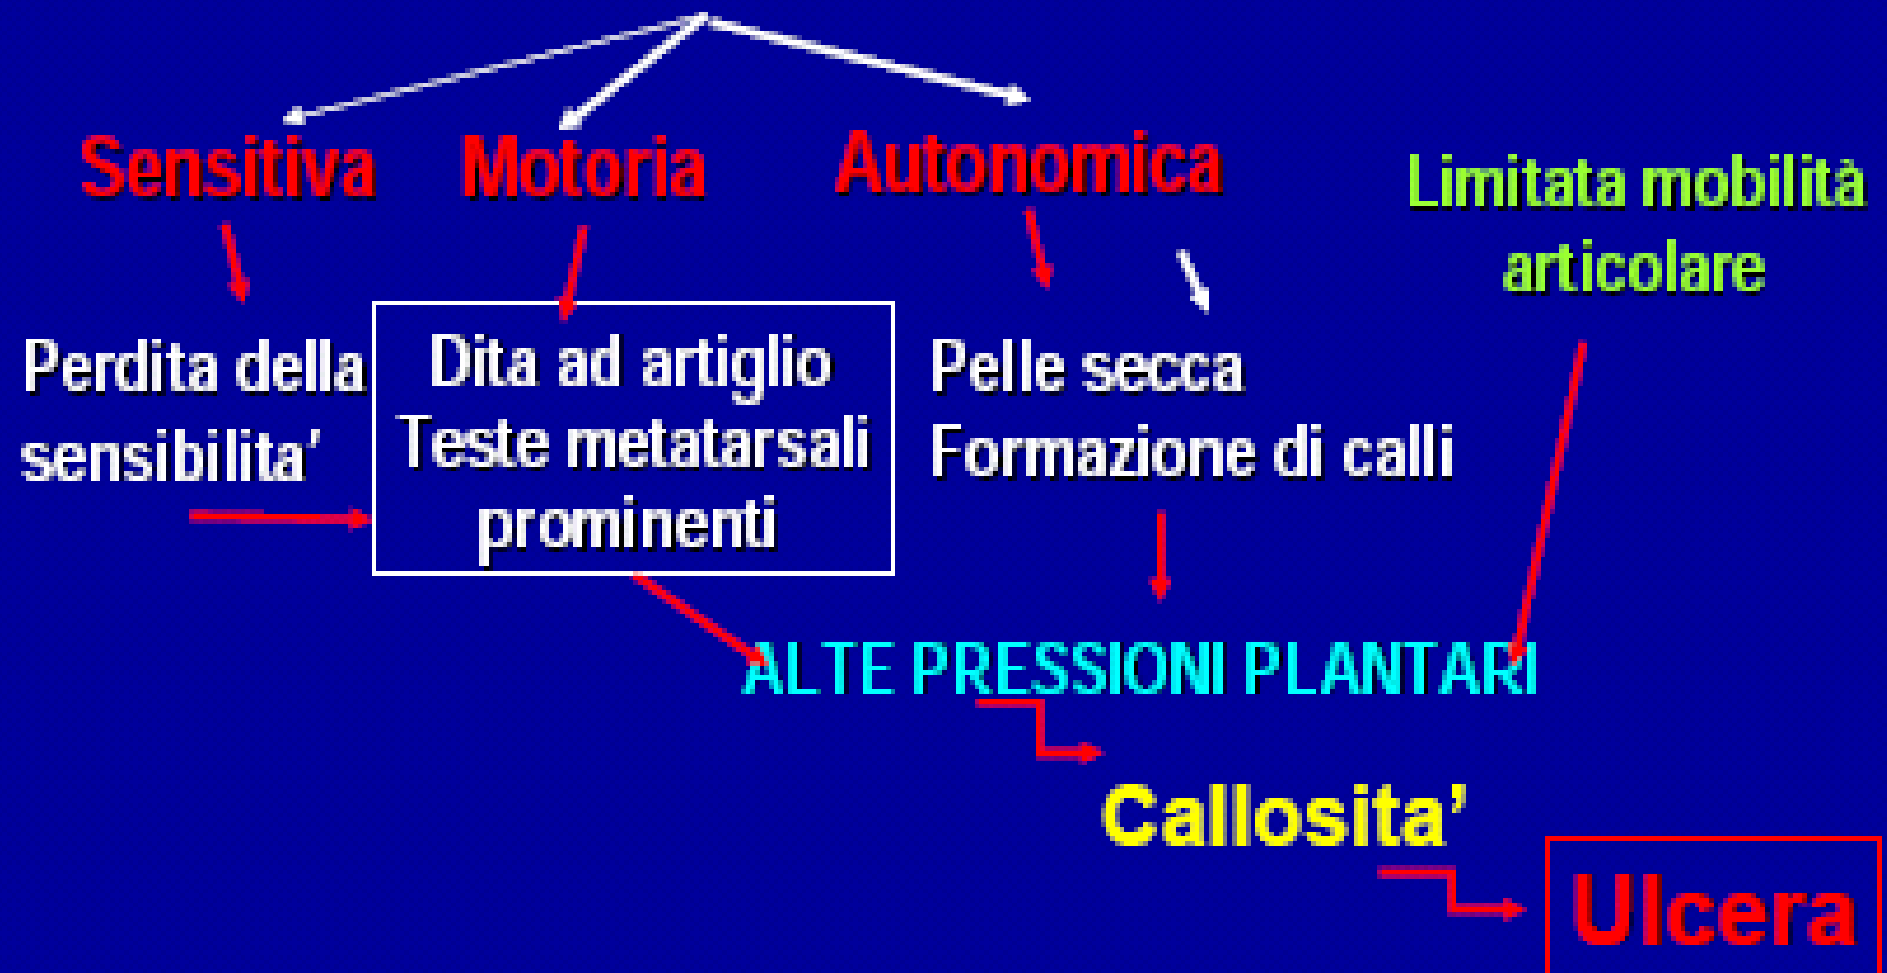 Sensitiva
Motoria
Autonomica
Limitata mobilità
articolare
Perdita della
sensibilita’
Dita ad artiglio
Teste metatarsali
prominenti
Pelle secca
Formazione di calli
ALTE PRESSIONI PLANTARI
Callosita’
Ulcera